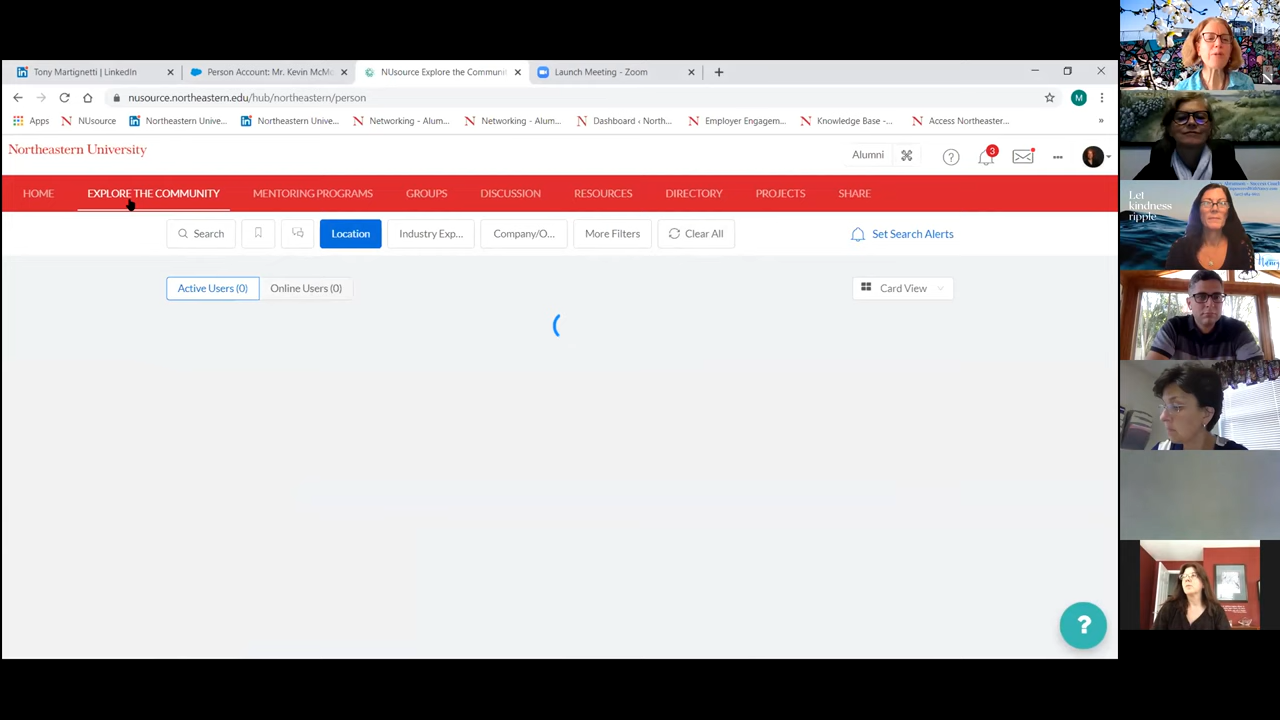 Tony Martignetti | LinkedIn
Person Account: Mr. Kevin McMo
NUsource Explore the Communi
Launch Meeting - Zoom
nusource.northeastern.edu/hub/northeastern/person
M
Apps
NUsource
Northeastern Unive...
Northeastern Unive...
Networking - Alum...
Networking - Alum...
Dashboard ‹ North...
Employer Engagem...
Knowledge Base -...
Access Northeaster...
»
Northeastern University
Alumni
3
HOME
EXPLORE THE COMMUNITY
MENTORING PROGRAMS
GROUPS
DISCUSSION
RESOURCES
DIRECTORY
PROJECTS
SHARE
Search
Location
Industry Exp...
Company/O...
More Filters
Clear All
Set Search Alerts
Active Users (0)
Online Users (0)
Card View
?
N
Let
kindness
ripple